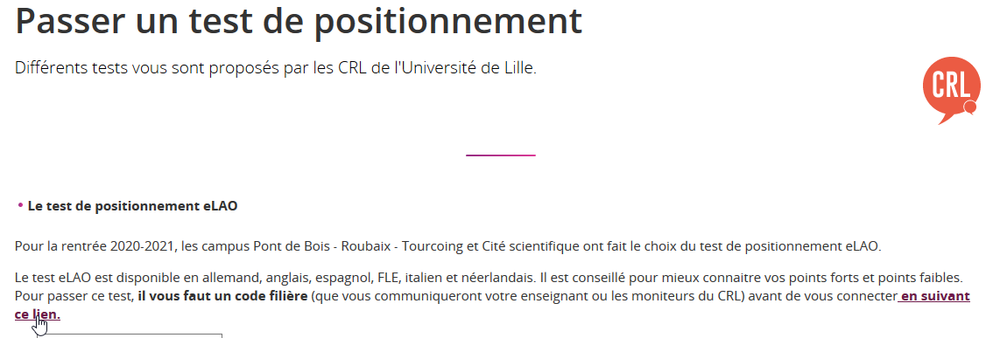 Passer un test de positionnement
Différents tests vous sont proposés par les CRL de l'Université de Lille.
CRL
• Le test de positionnement eLAO
Pour la rentrée 2020-2021, les campus Pont de Bois - Roubaix - Tourcoing et Cité scientifique ont fait le choix du test de positionnement eLAO.
Le test eLAO est disponible en allemand, anglais, espagnol, FLE, italien et néerlandais. Il est conseillé pour mieux connaitre vos points forts et points faibles.
Pour passer ce test, il vous faut un code filière (que vous communiqueront votre enseignant ou les moniteurs du CRL) avant de vous connecter en suivant
ce lien.